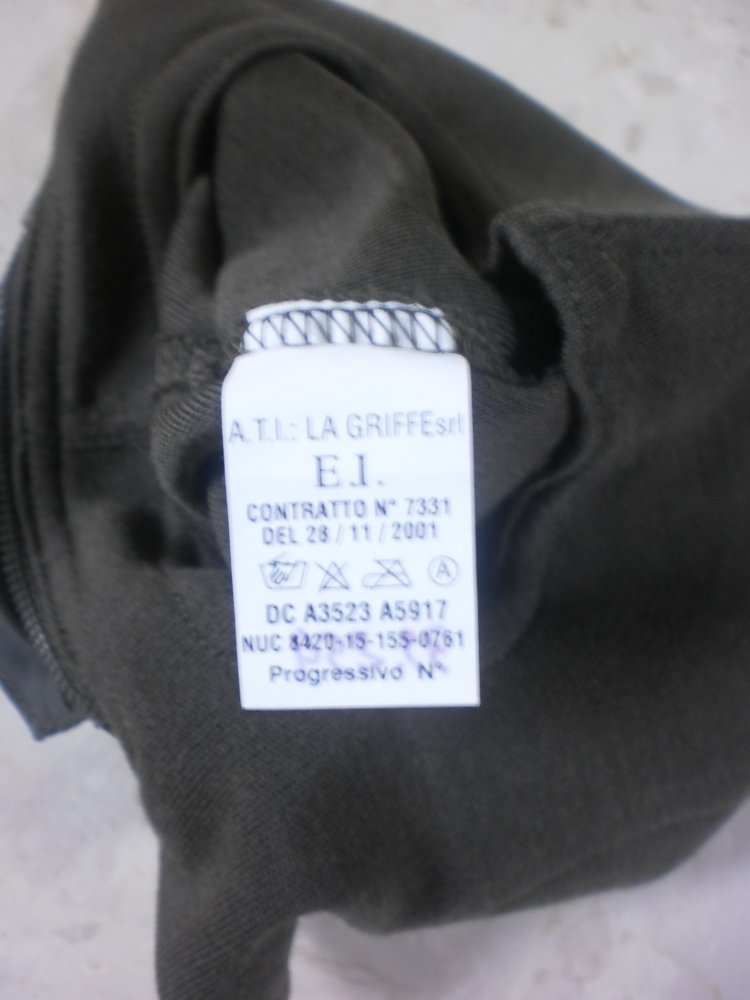 A.T.I.: LA GRIFFEsrl
E.I.
CONTRATTO N° 7331
DEL 28 / 11 / 2001
A
DC A3523 A5917
NUC 8420-15-155-0761
Progressivo N°